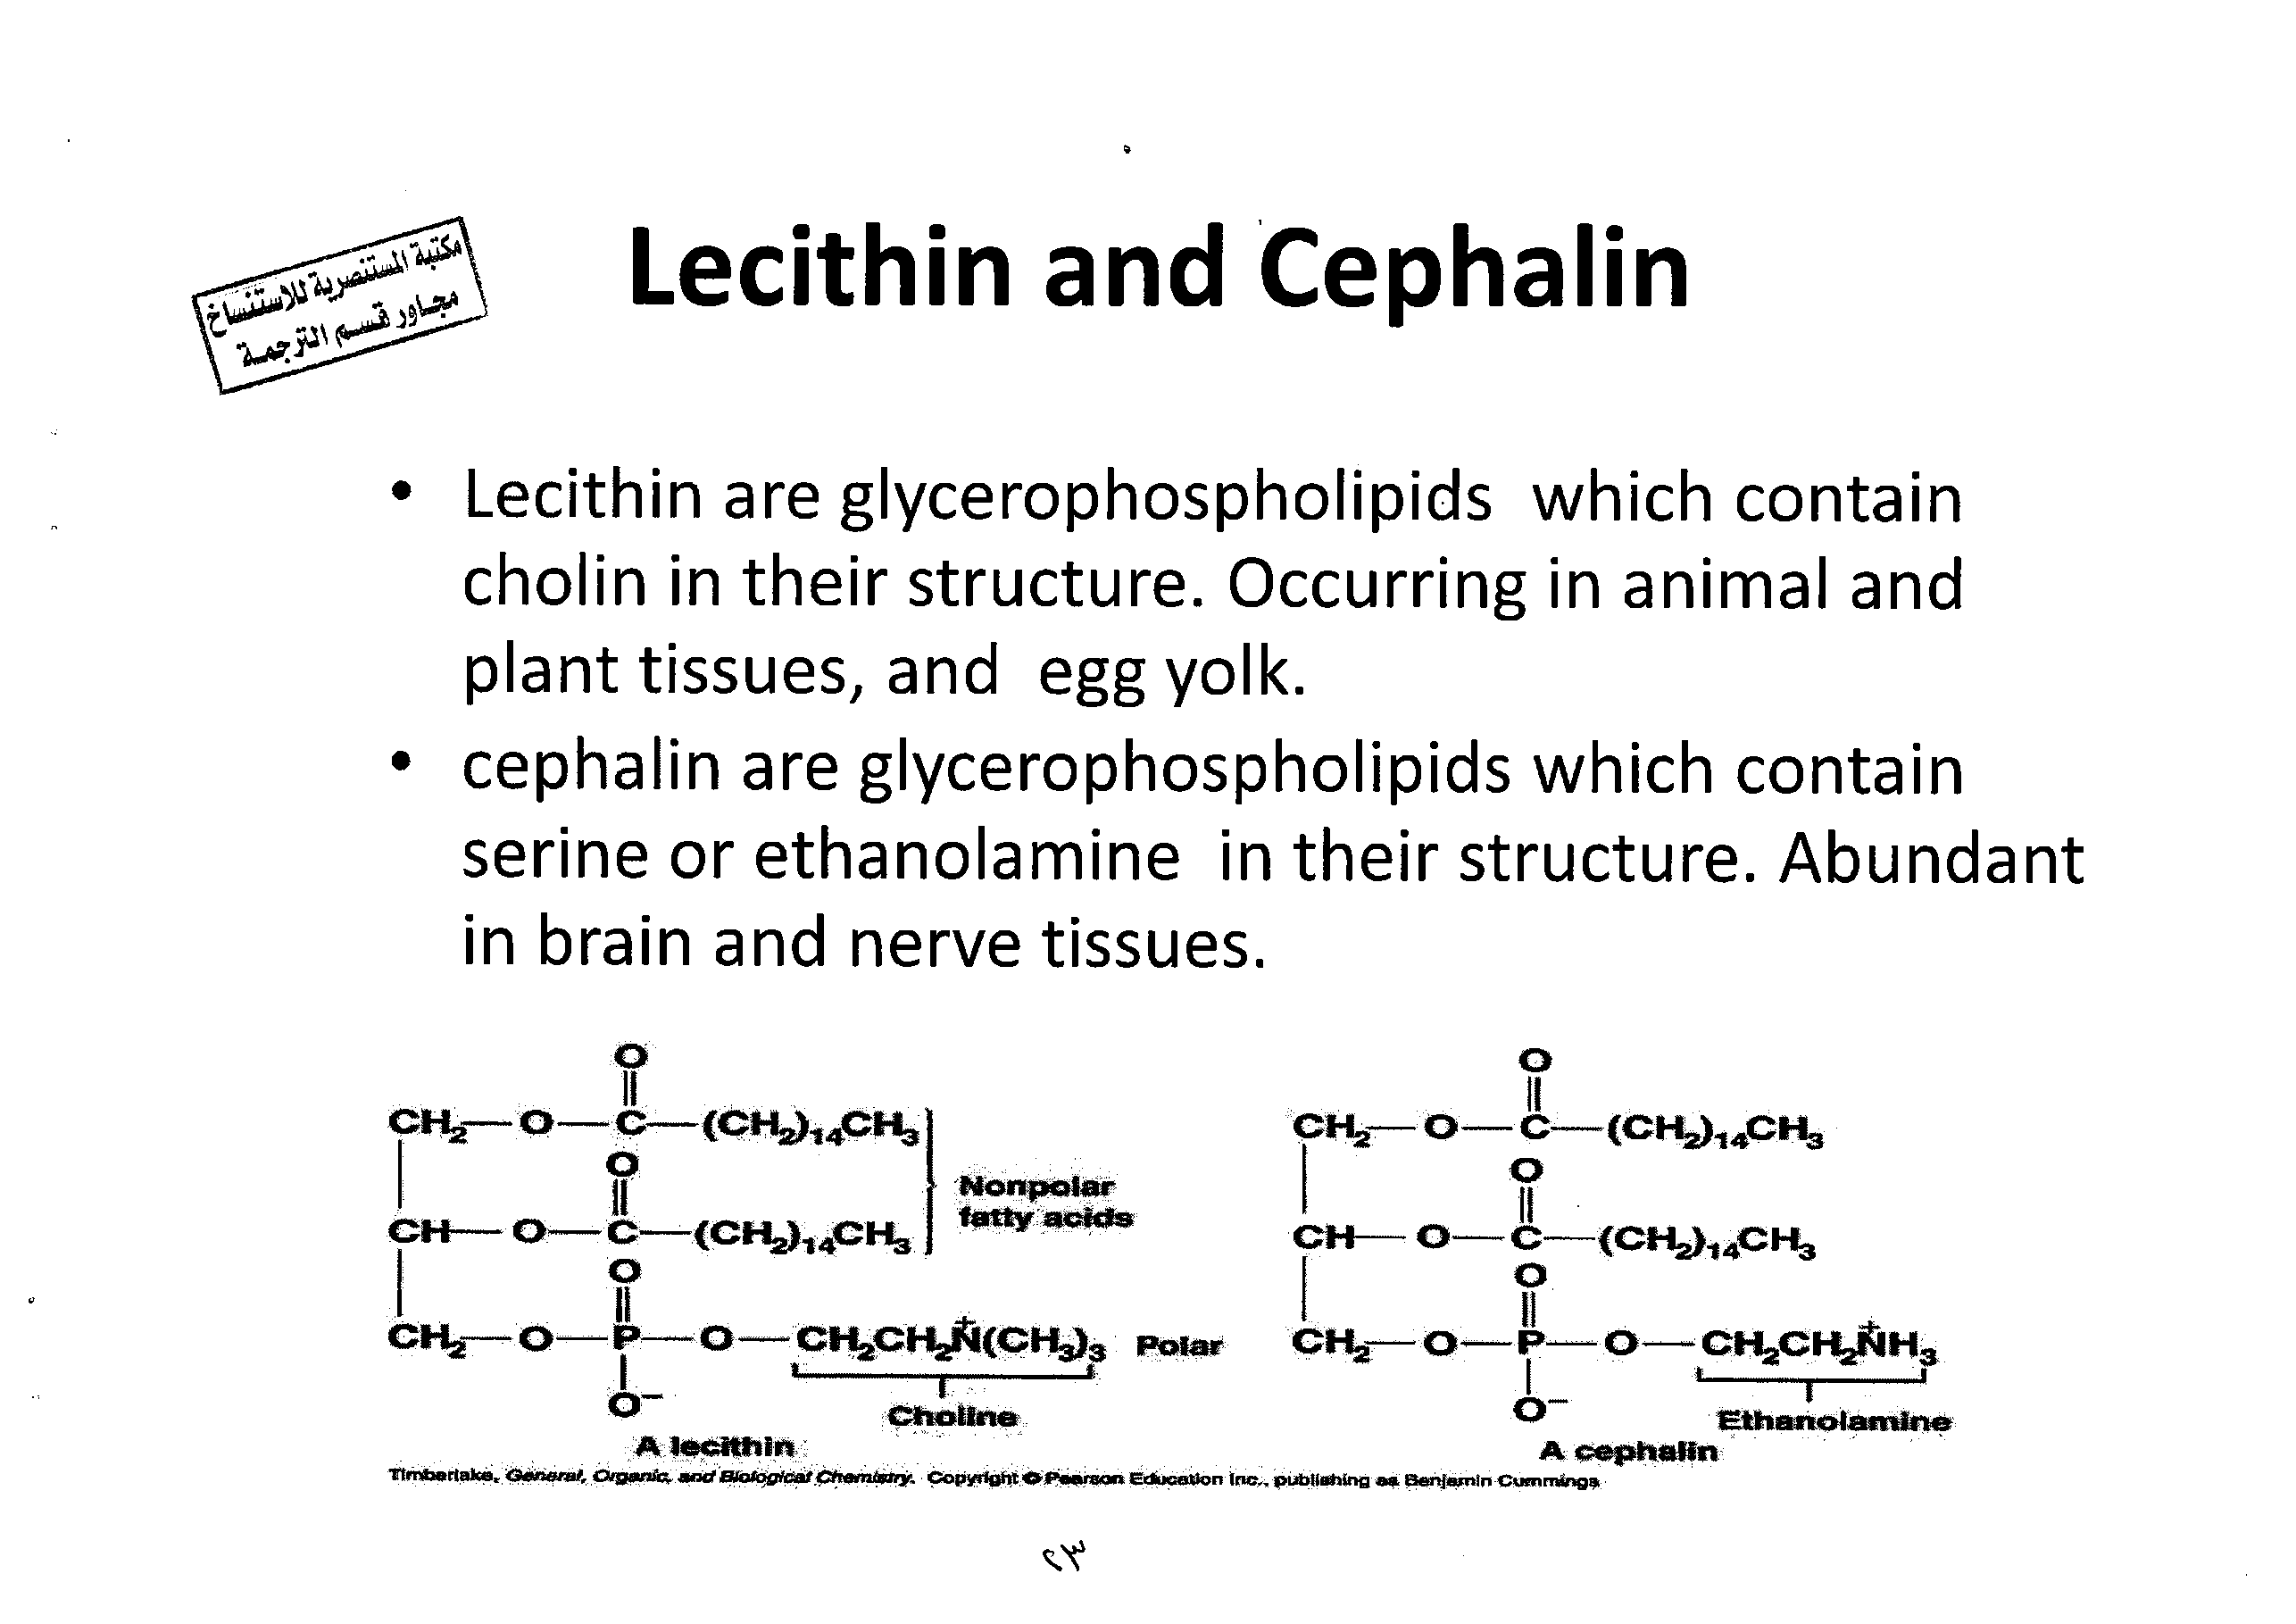 مكتبة المستنصرية للاستنساخ
مجاور قسم الترجمة
Lecithin and Cephalin
• Lecithin are glycerophospholipids which contain
cholin in their structure. Occurring in animal and
plant tissues, and egg yolk.
• cephalin are glycerophospholipids which contain
serine or ethanolamine in their structure. Abundant
in brain and nerve tissues.
O
CH₂—O—C—(CH₂)₁₄CH₃
O
Nonpolar
fatty acids
CH—O—C—(CH₂)₁₄CH₃
O
CH₂—O—P—O—CH₂CH₂N⁺(CH₃)₃ Polar
O⁻
Choline
A lecithin
O
CH₂—O—C—(CH₂)₁₄CH₃
O
CH—O—C—(CH₂)₁₄CH₃
O
CH₂—O—P—O—CH₂CH₂N⁺H₃
O⁻
Ethanolamine
A cephalin
Timberlake, General, Organic, and Biological Chemistry. Copyright © Pearson Education Inc., publishing as Benjamin Cummings